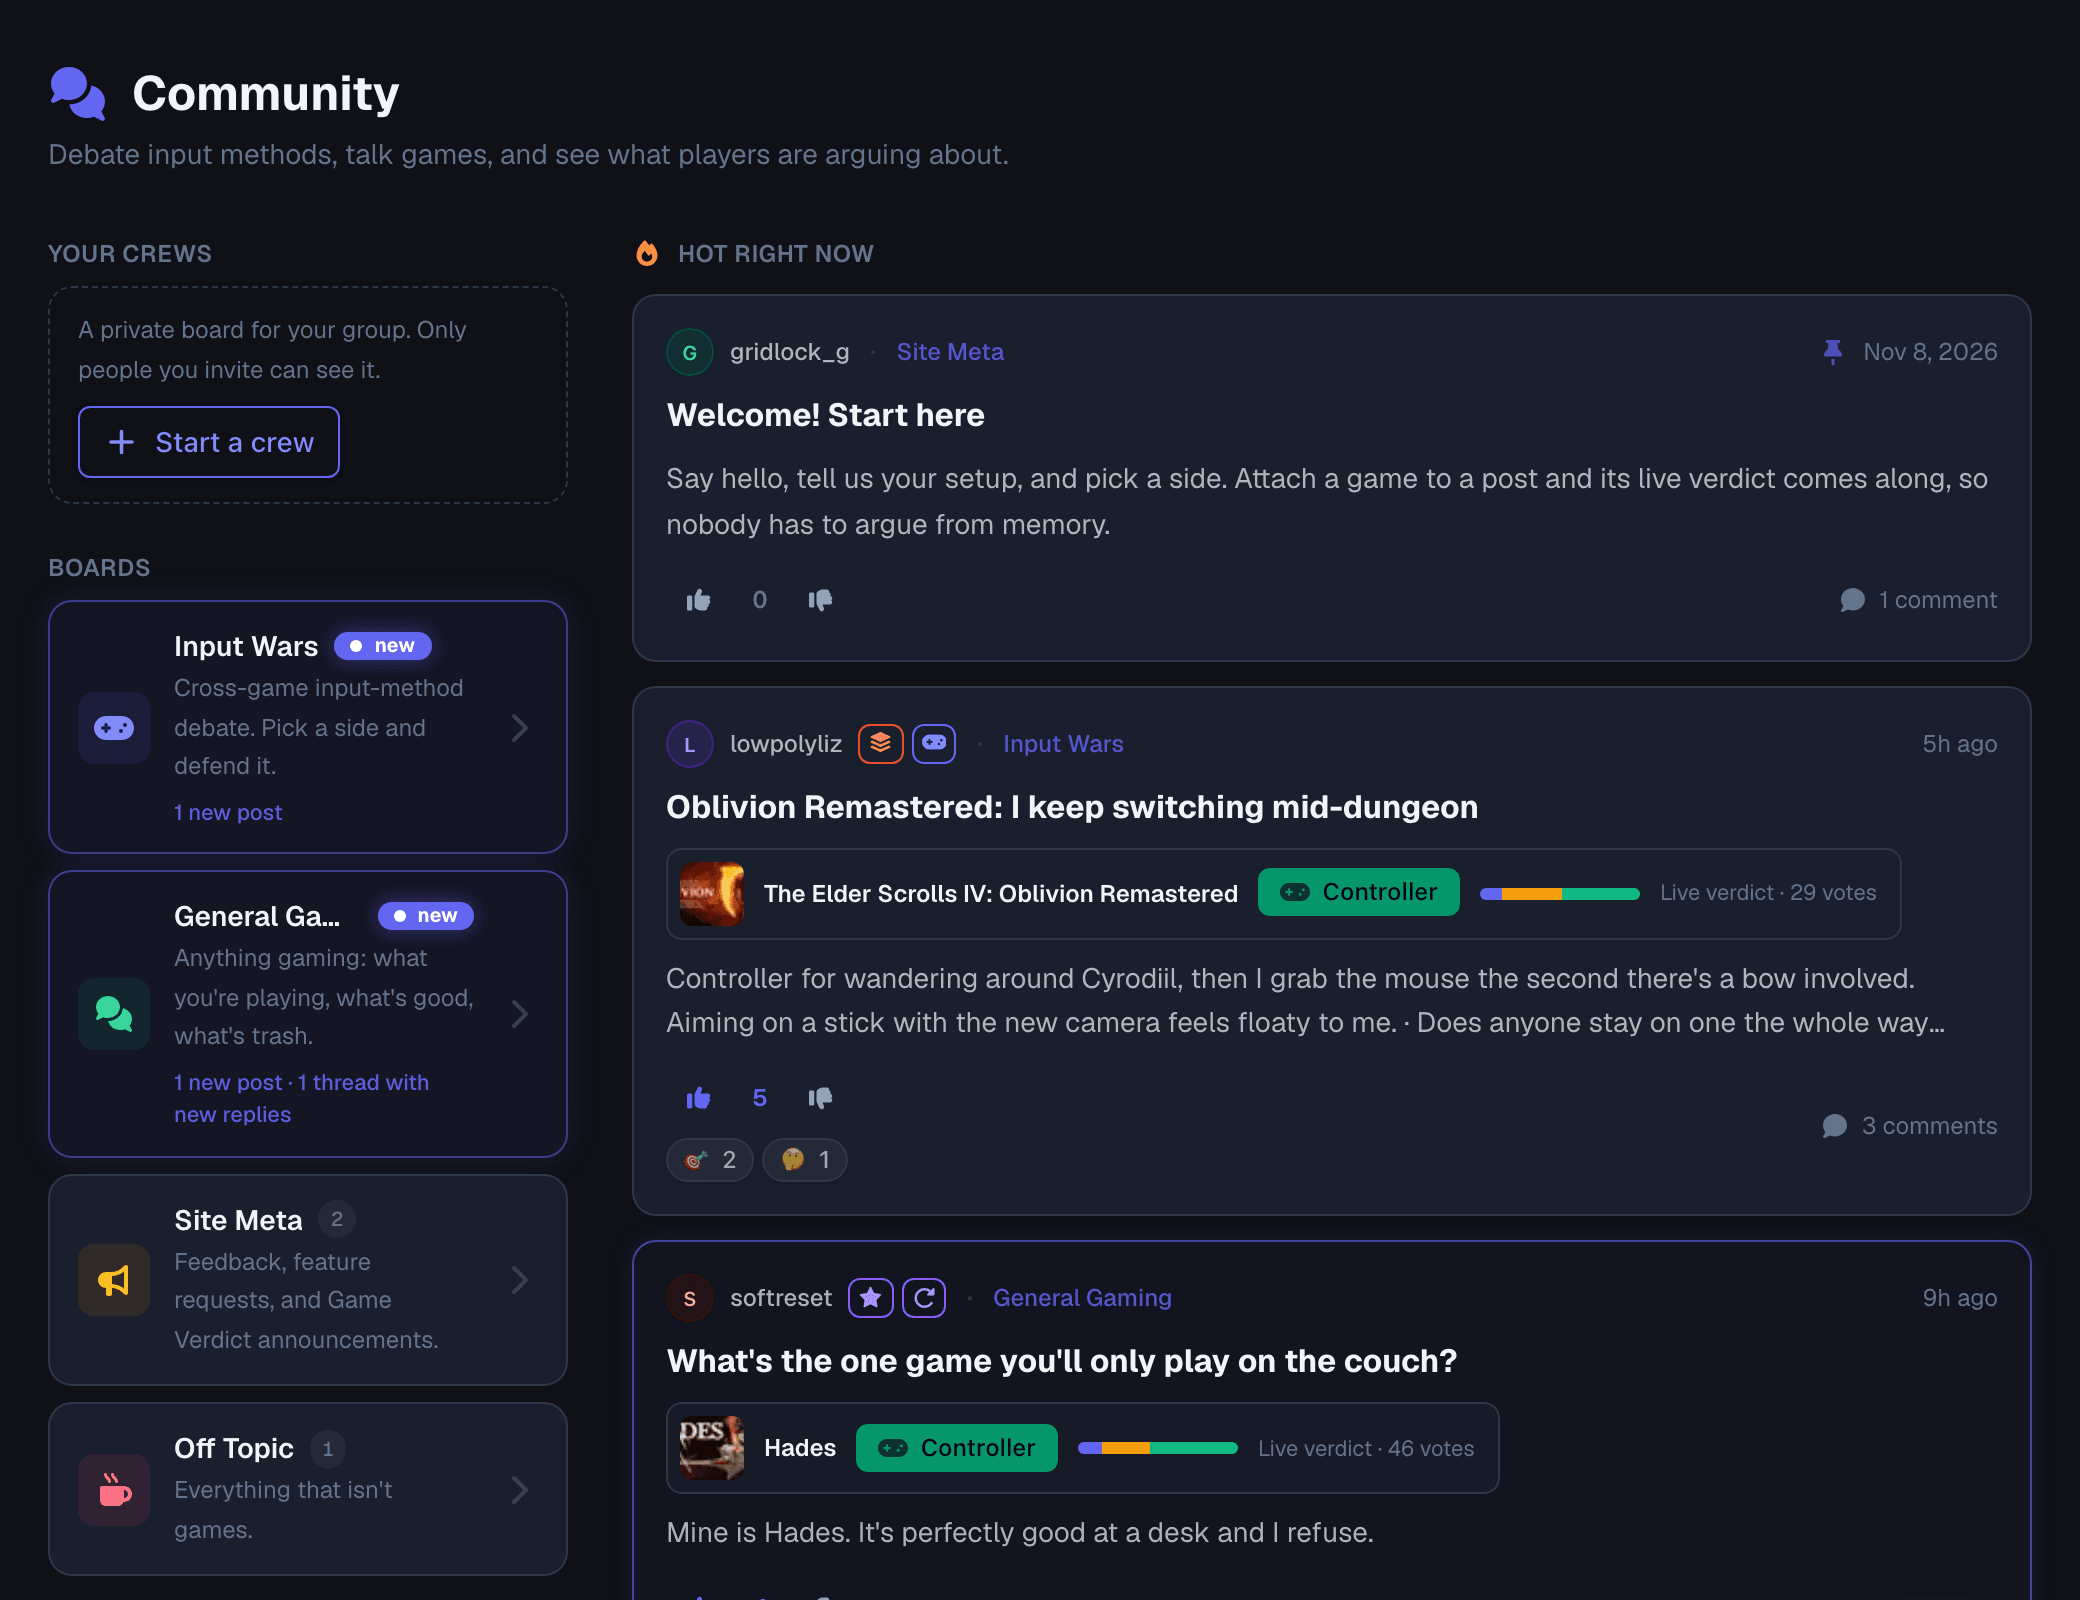 Community
Debate input methods, talk games, and see what players are arguing about.
YOUR CREWS
A private board for your group. Only
people you invite can see it.
Start a crew
BOARDS
Input Wars
new
Cross-game input-method
debate. Pick a side and
defend it.
1 new post
General Ga...
new
Anything gaming: what
you're playing, what's good,
what's trash.
1 new post · 1 thread with
new replies
Site Meta
2
Feedback, feature
requests, and Game
Verdict announcements.
Off Topic
1
Everything that isn't
games.
HOT RIGHT NOW
G
gridlock_g · Site Meta
Nov 8, 2026
Welcome! Start here
Say hello, tell us your setup, and pick a side. Attach a game to a post and its live verdict comes along, so
nobody has to argue from memory.
0
1 comment
L
lowpolyliz · Input Wars
5h ago
Oblivion Remastered: I keep switching mid-dungeon
VION
The Elder Scrolls IV: Oblivion Remastered
Controller
Live verdict · 29 votes
Controller for wandering around Cyrodiil, then I grab the mouse the second there's a bow involved.
Aiming on a stick with the new camera feels floaty to me. · Does anyone stay on one the whole way...
5
3 comments
2
1
S
softreset · General Gaming
9h ago
What's the one game you'll only play on the couch?
DES
Hades
Controller
Live verdict · 46 votes
Mine is Hades. It's perfectly good at a desk and I refuse.